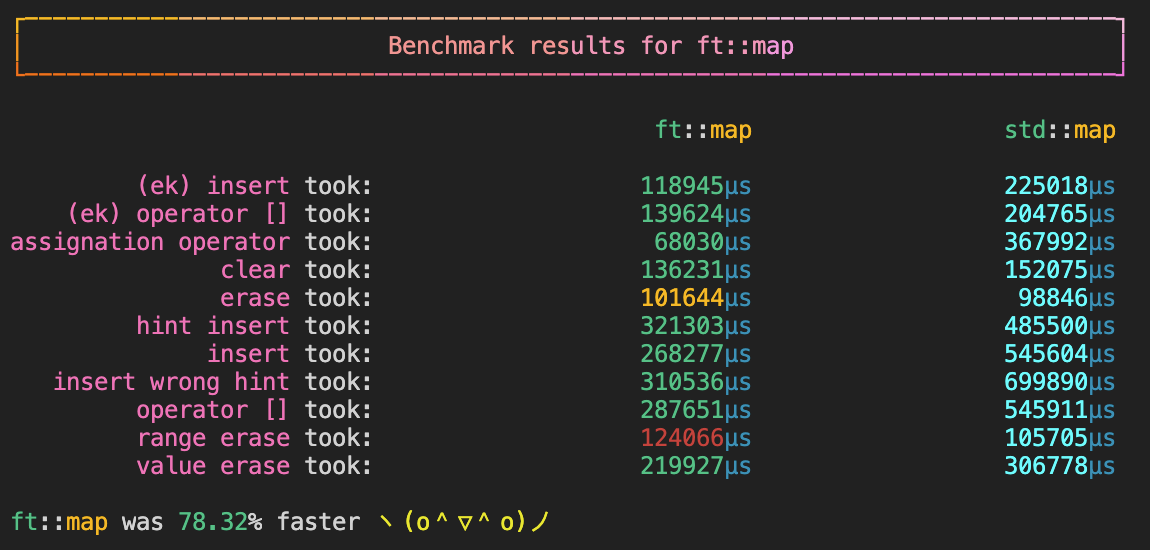 Benchmark results for ft::map
ft::map std::map
(ek) insert took: 118945µs 225018µs
(ek) operator [] took: 139624µs 204765µs
assignation operator took: 68030µs 367992µs
clear took: 136231µs 152075µs
erase took: 101644µs 98846µs
hint insert took: 321303µs 485500µs
insert took: 268277µs 545604µs
insert wrong hint took: 310536µs 699890µs
operator [] took: 287651µs 545911µs
range erase took: 124066µs 105705µs
value erase took: 219927µs 306778µs
ft::map was 78.32% faster ヽ(o＾▽＾o)ノ